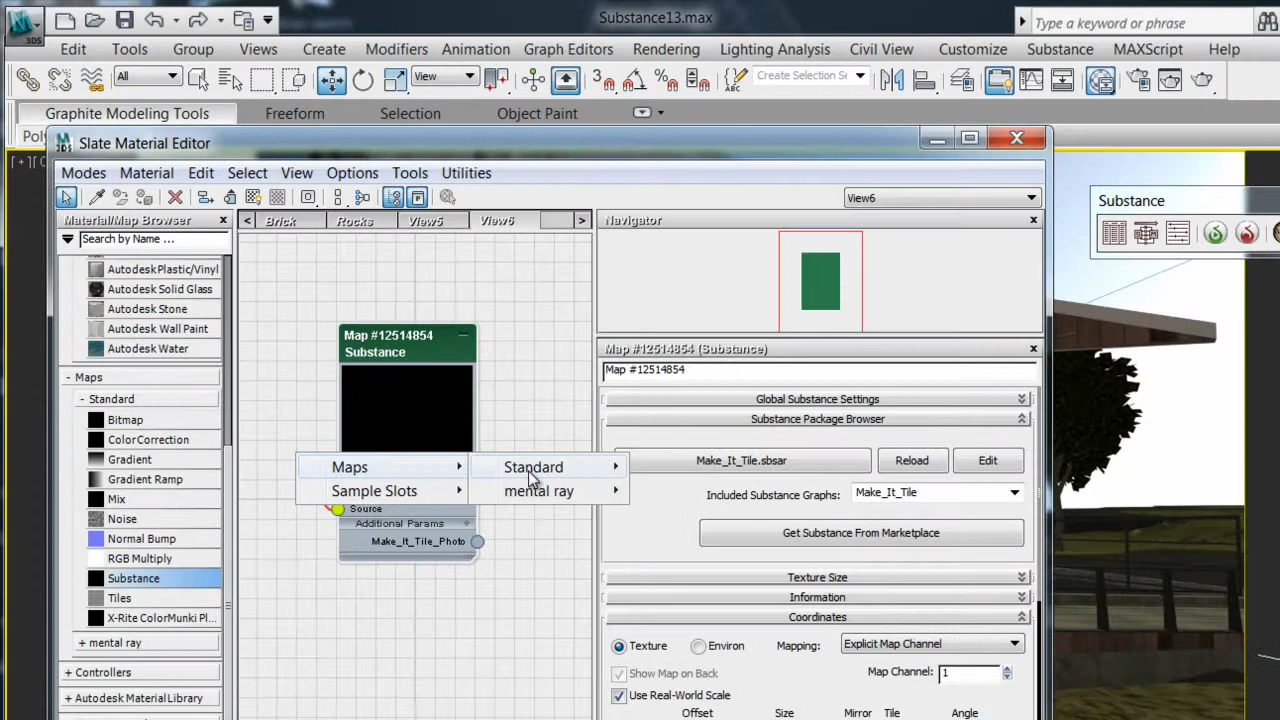 Substance13.max
Type a keyword or phrase
3DS
Edit Tools Group Views Create Modifiers Animation Graph Editors Rendering Lighting Analysis Civil View Customize Substance MAXScript Help
All View 3 ABC Create Selection Se
Graphite Modeling Tools Freeform Selection Object Paint
Poly
Slate Material Editor
Modes Material Edit Select View Options Tools Utilities
View6
Material/Map Browser Brick Rocks View5 View6 Navigator
Search by Name ...
Autodesk Plastic/Vinyl
Autodesk Solid Glass
Autodesk Stone
Autodesk Wall Paint
Autodesk Water
- Maps
- Standard
Bitmap
ColorCorrection
Gradient
Gradient Ramp
Mix
Noise
Normal Bump
RGB Multiply
Substance
Tiles
X-Rite ColorMunki Pl...
+ mental ray
+ Controllers
+ Autodesk Material Library
Map #12514854
Substance
Maps
Sample Slots
Standard
mental ray
Source
Additional Params
Make_It_Tile_Photo
Map #12514854 (Substance)
Map #12514854
Global Substance Settings
Substance Package Browser
Make_It_Tile.sbsar Reload Edit
Included Substance Graphs: Make_It_Tile
Get Substance From Marketplace
Texture Size
Information
Coordinates
Texture Environ Mapping: Explicit Map Channel
Show Map on Back Map Channel: 1
Use Real-World Scale
Offset Size Mirror Tile Angle
Substance